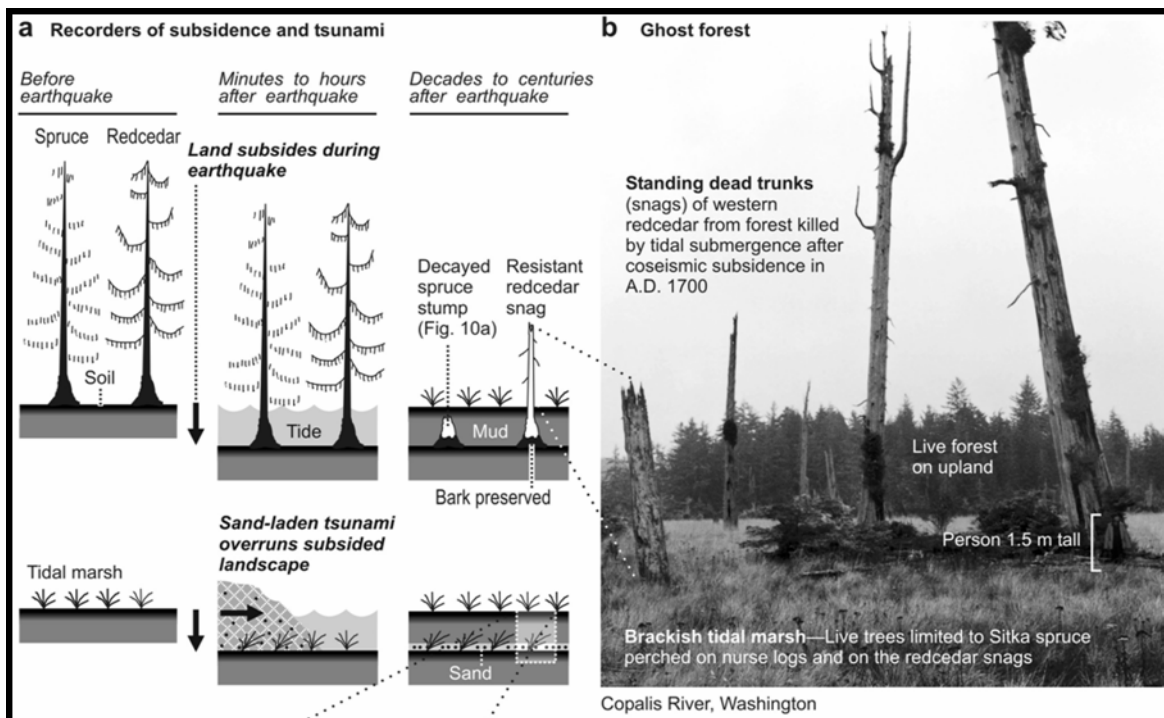 a Recorders of subsidence and tsunami
Before
earthquake
Minutes to hours
after earthquake
Decades to centuries
after earthquake
Spruce Redcedar
Land subsides during
earthquake
Soil
Tide
Decayed
spruce
stump
(Fig. 10a)
Resistant
redcedar
snag
Mud
Bark preserved
Tidal marsh
Sand-laden tsunami
overruns subsided
landscape
Sand
b Ghost forest
Standing dead trunks
(snags) of western
redcedar from forest killed
by tidal submergence after
coseismic subsidence in
A.D. 1700
Live forest
on upland
Person 1.5 m tall
Brackish tidal marsh—Live trees limited to Sitka spruce
perched on nurse logs and on the redcedar snags
Copalis River, Washington